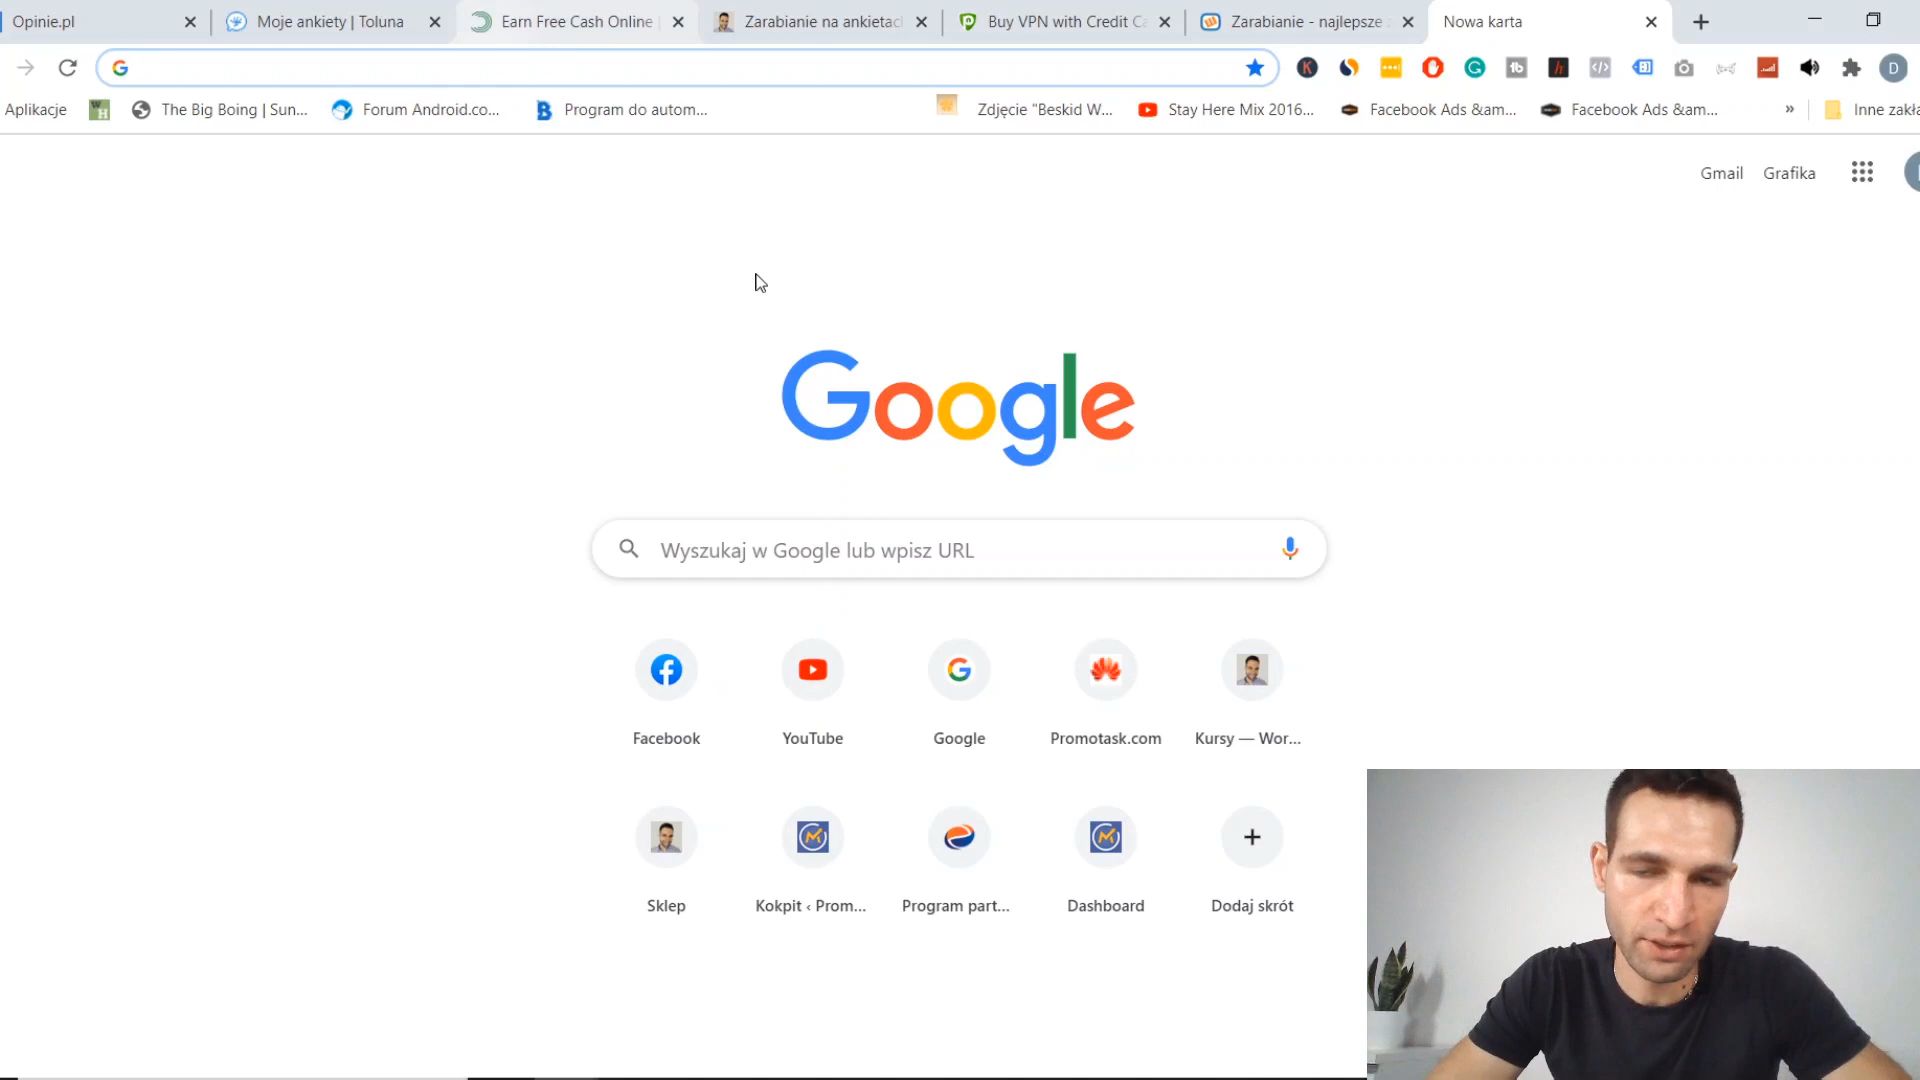 Opinie.pl
Moje ankiety | Toluna
Earn Free Cash Online |
Zarabianie na ankietac
Buy VPN with Credit Ca
Zarabianie - najlepsze z
Nowa karta
Aplikacje
The Big Boing | Sun...
Forum Android.co...
Program do autom...
Zdjęcie "Beskid W...
Stay Here Mix 2016...
Facebook Ads &am...
Facebook Ads &am...
»
Inne zakła
Gmail
Grafika
Google
Wyszukaj w Google lub wpisz URL
Facebook
YouTube
Google
Promotask.com
Kursy — Wor...
Sklep
Kokpit ‹ Prom...
Program part...
Dashboard
Dodaj skrót